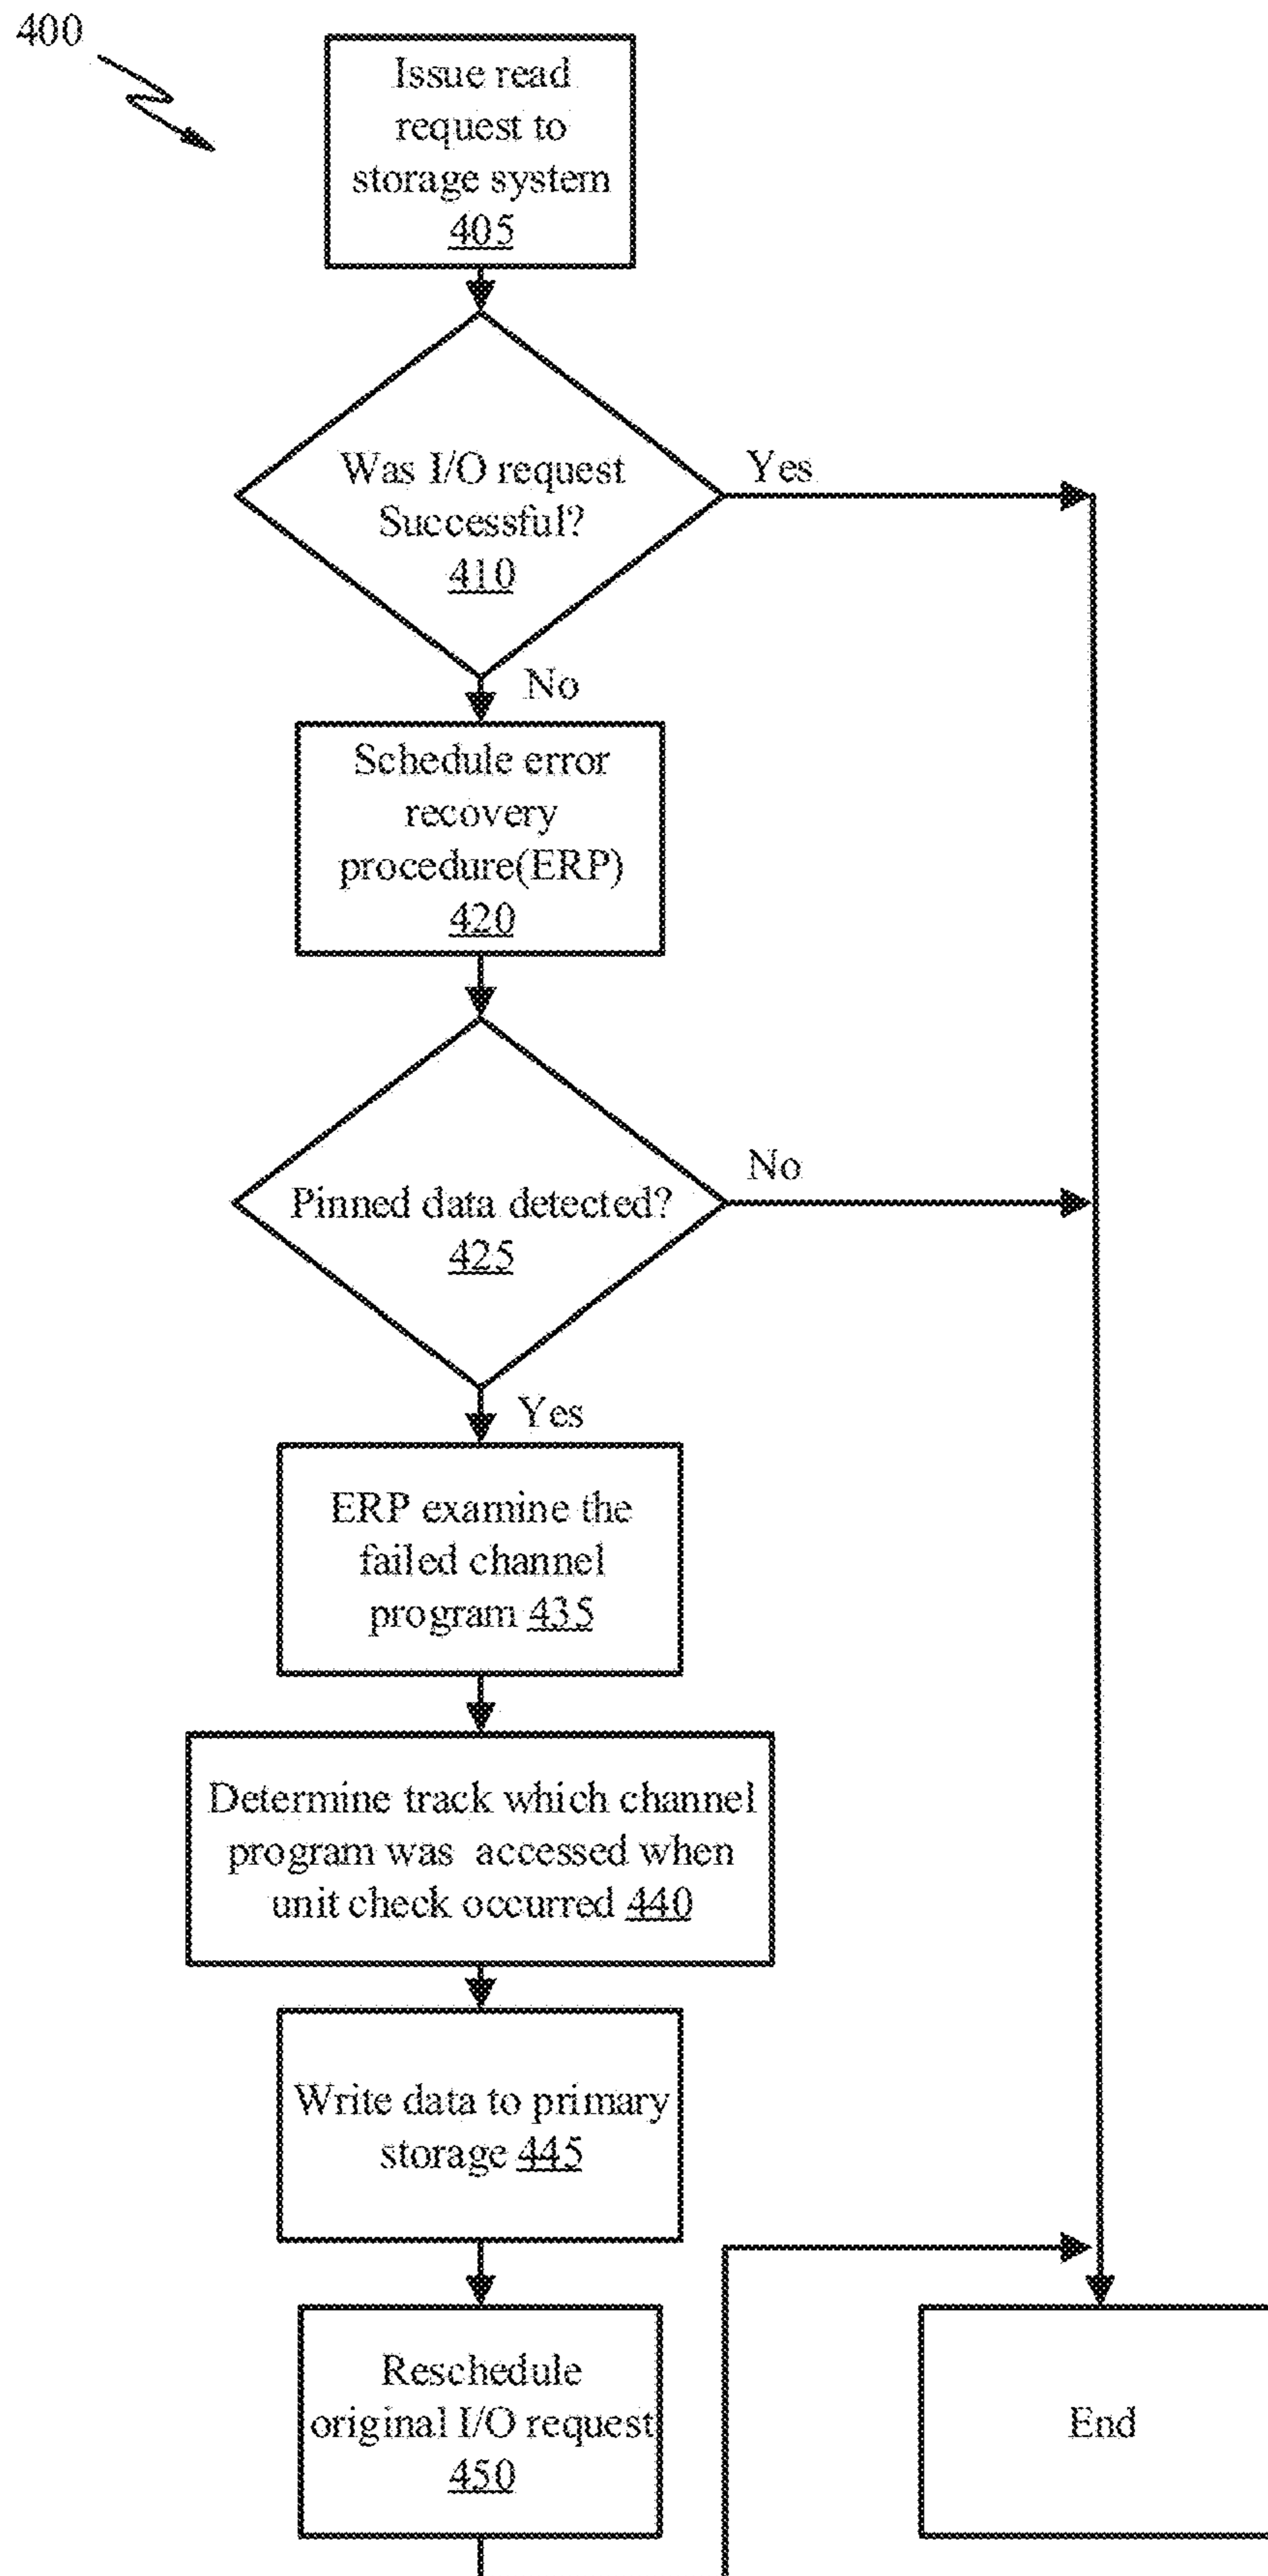 400
Issue read
request to
storage system
405
Was I/O request
Successful?
410
Yes
No
Schedule error
recovery
procedure(ERP)
420
Pinned data detected?
425
No
Yes
ERP examine the
failed channel
program 435
Determine track which channel
program was accessed when
unit check occurred 440
Write data to primary
storage 445
Reschedule
original I/O request
450
End